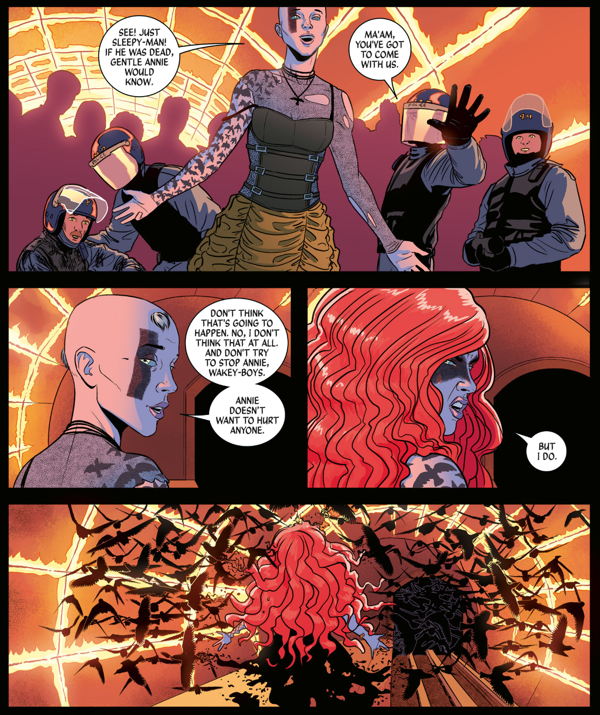 SEE! JUST
SLEEPY-MAN!
IF HE WAS DEAD,
GENTLE ANNIE
WOULD
KNOW.
MA'AM,
YOU'VE GOT
TO COME
WITH US.
DON'T THINK
THAT'S GOING TO
HAPPEN. NO, I DON'T
THINK THAT AT ALL.
AND DON'T TRY
TO STOP ANNIE,
WAKEY-BOYS.
ANNIE
DOESN'T
WANT TO HURT
ANYONE.
BUT
I DO.